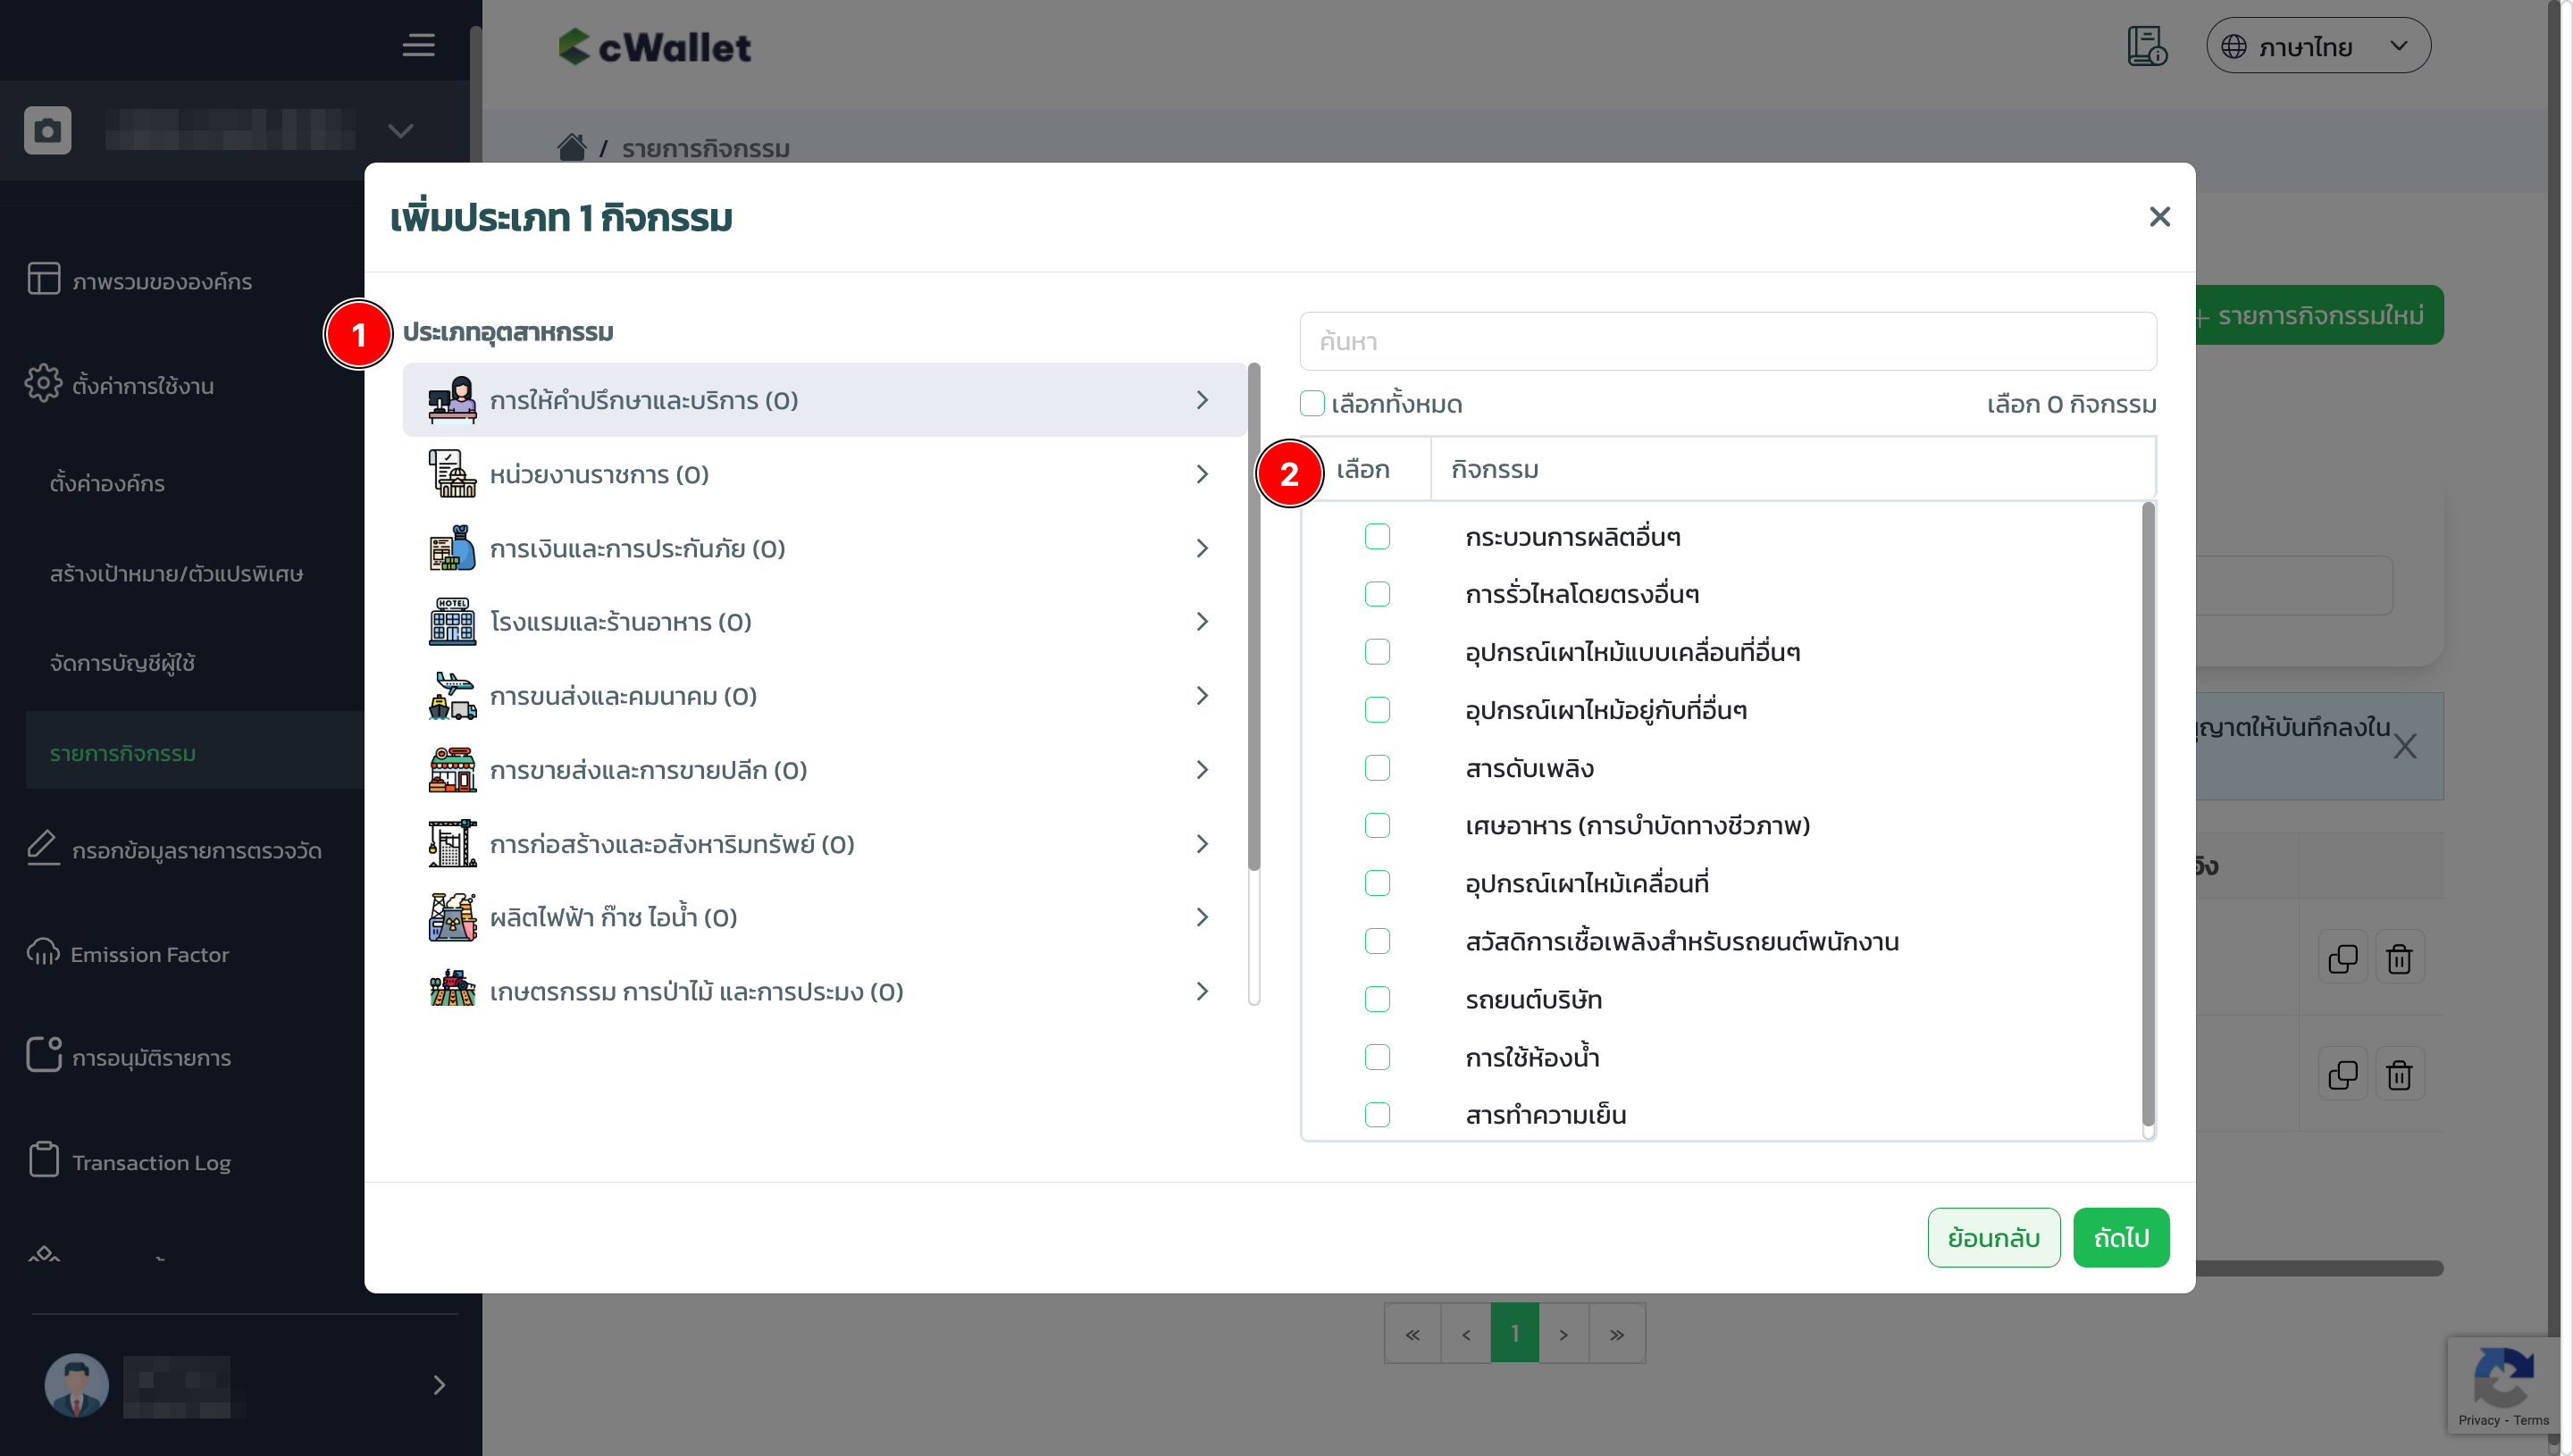 cWallet
ภาษาไทย
/ รายการกิจกรรม
ภาพรวมขององค์กร
ตั้งค่าการใช้งาน
ตั้งค่าองค์กร
สร้างเป้าหมาย/ตัวแปรพิเศษ
จัดการบัญชีผู้ใช้
รายการกิจกรรม
กรอกข้อมูลรายการตรวจวัด
Emission Factor
การอนุมัติรายการ
Transaction Log
เพิ่มประเภท 1 กิจกรรม
1
ประเภทอุตสาหกรรม
การให้คำปรึกษาและบริการ (0)
หน่วยงานราชการ (0)
การเงินและการประกันภัย (0)
HOTEL
โรงแรมและร้านอาหาร (0)
การขนส่งและคมนาคม (0)
การขายส่งและการขายปลีก (0)
การก่อสร้างและอสังหาริมทรัพย์ (0)
ผลิตไฟฟ้า ก๊าซ ไอน้ำ (0)
เกษตรกรรม การป่าไม้ และการประมง (0)
ค้นหา
เลือกทั้งหมด
เลือก 0 กิจกรรม
2
เลือก
กิจกรรม
กระบวนการผลิตอื่นๆ
การรั่วไหลโดยตรงอื่นๆ
อุปกรณ์เผาไหม้แบบเคลื่อนที่อื่นๆ
อุปกรณ์เผาไหม้อยู่กับที่อื่นๆ
สารดับเพลิง
เศษอาหาร (การบำบัดทางชีวภาพ)
อุปกรณ์เผาไหม้เคลื่อนที่
สวัสดิการเชื้อเพลิงสำหรับรถยนต์พนักงาน
รถยนต์บริษัท
การใช้ห้องน้ำ
สารทำความเย็น
ย้อนกลับ
ถัดไป
+ รายการกิจกรรมใหม่
ญาตให้บันทึกลงใน
« < 1 > »
Privacy - Terms